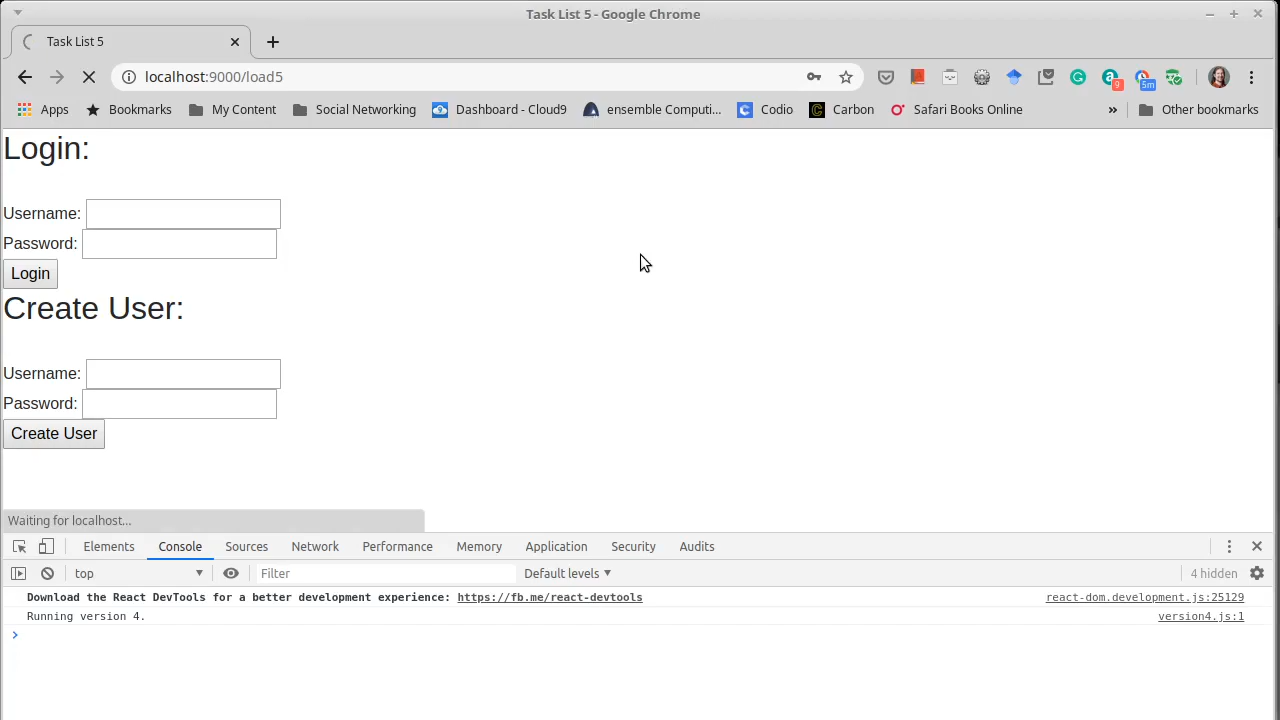 Task List 5 - Google Chrome
Task List 5
localhost:9000/load5
9
5m
Apps Bookmarks My Content Social Networking Dashboard - Cloud9 ensemble Computi... Codio Carbon Safari Books Online » Other bookmarks
Login:
Username:
Password:
Login
Create User:
Username:
Password:
Create User
Waiting for localhost...
Elements Console Sources Network Performance Memory Application Security Audits
top Filter Default levels 4 hidden
Download the React DevTools for a better development experience: https://fb.me/react-devtools react-dom.development.js:25129
Running version 4. version4.js:1